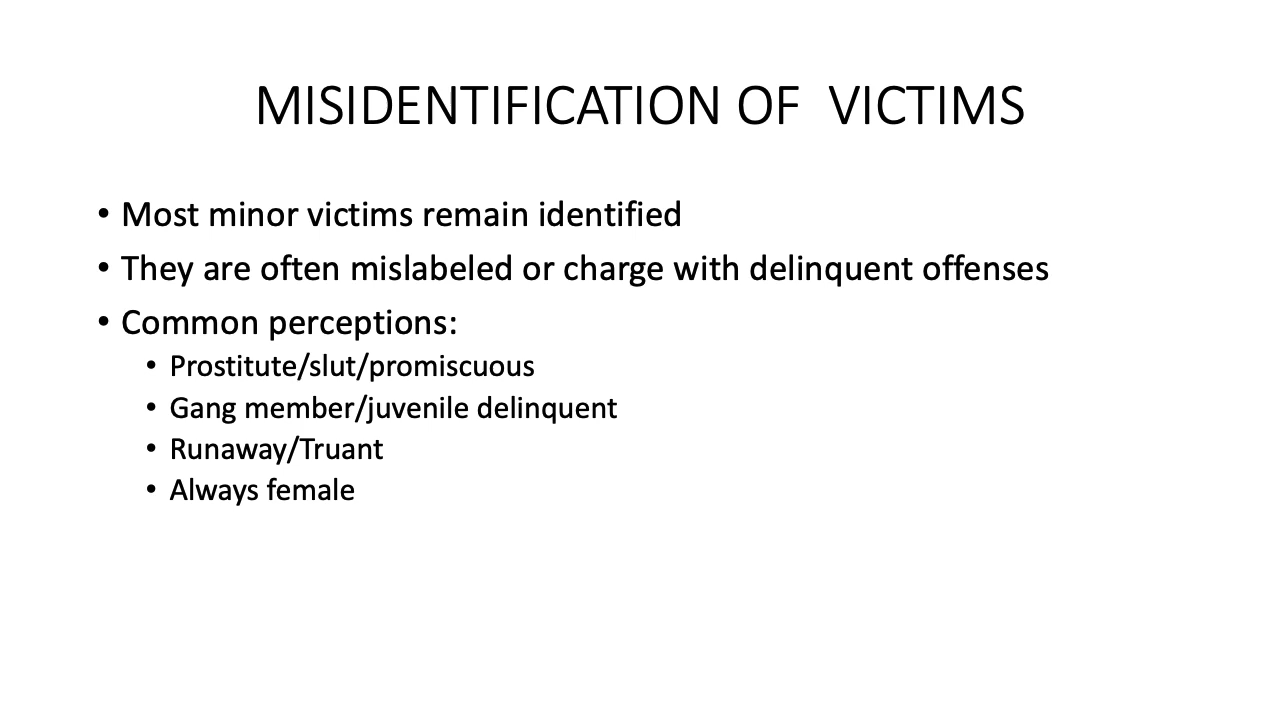 MISIDENTIFICATION OF  VICTIMS
• Most minor victims remain identified
• They are often mislabeled or charge with delinquent offenses
• Common perceptions:
• Prostitute/slut/promiscuous
• Gang member/juvenile delinquent
• Runaway/Truant
• Always female